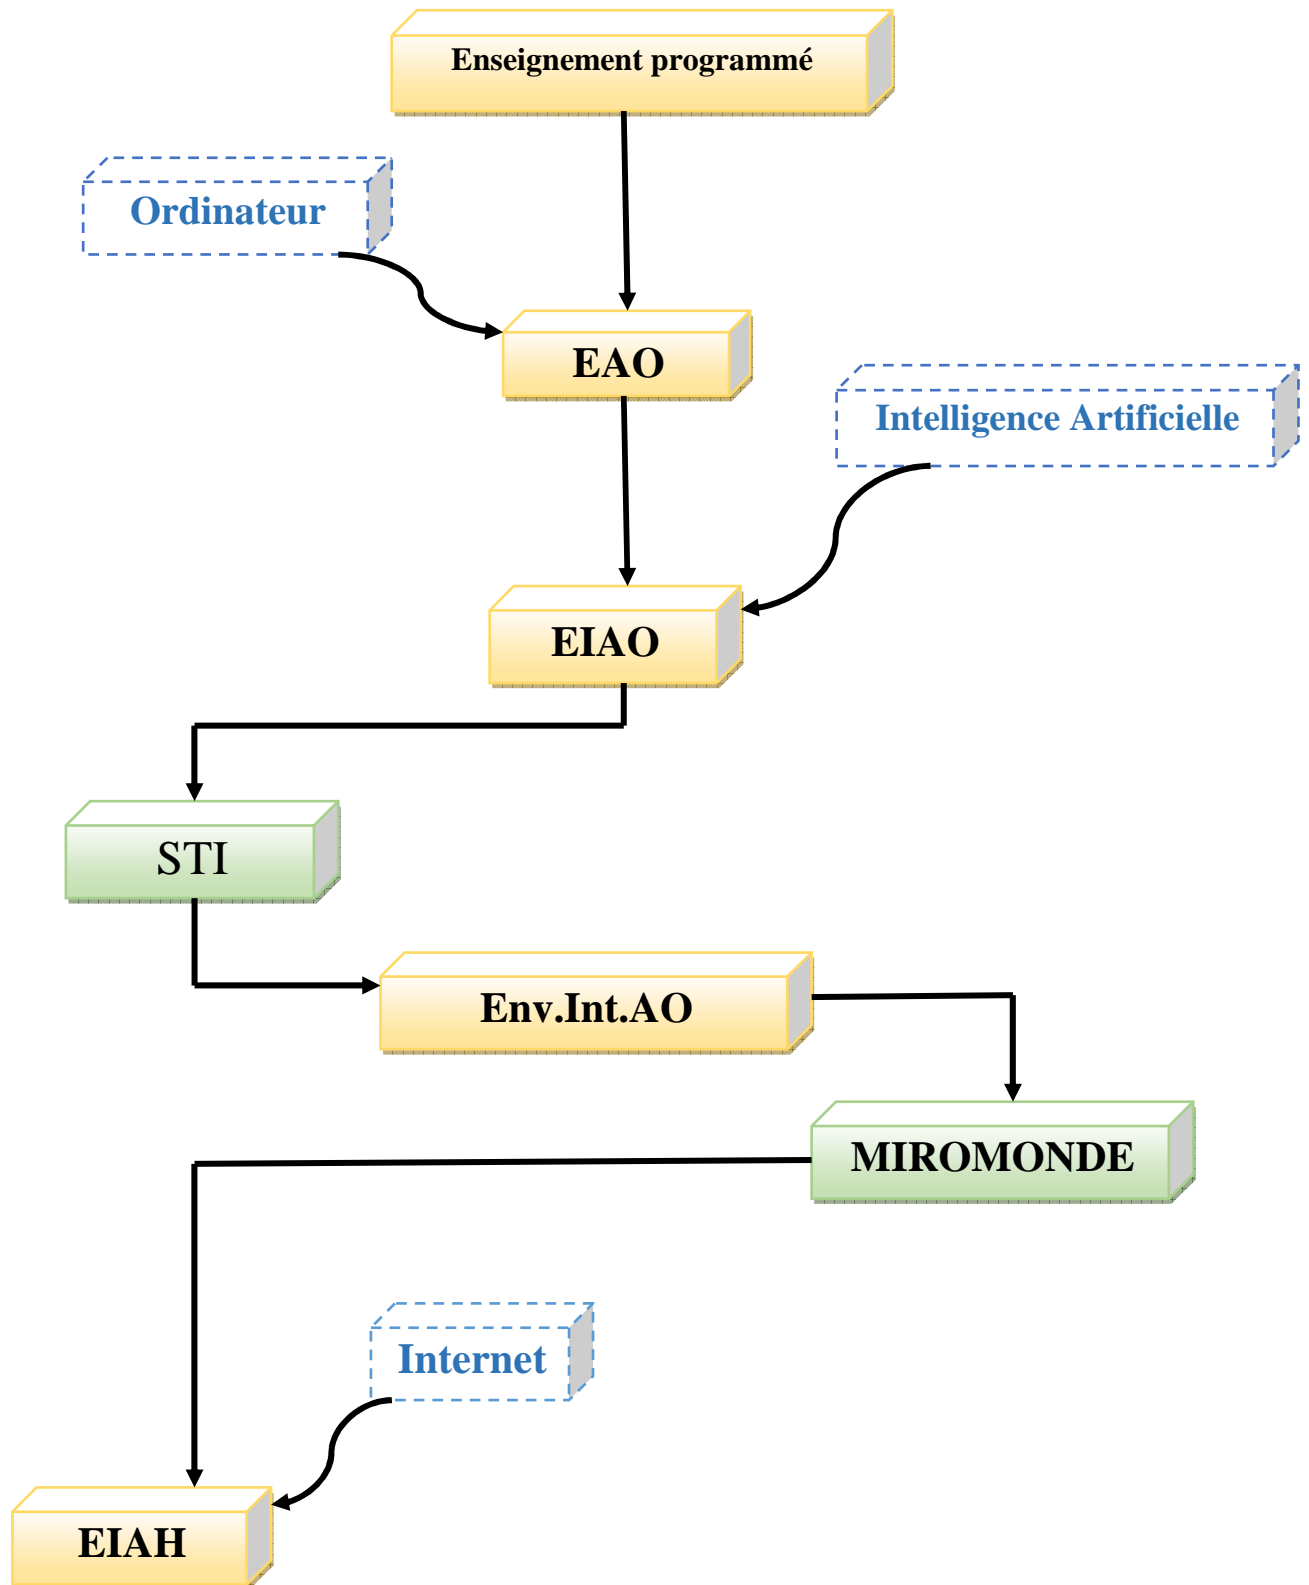 Enseignement programmé
Ordinateur
EAO
Intelligence Artificielle
EIAO
STI
Env.Int.AO
MIROMONDE
Internet
EIAH